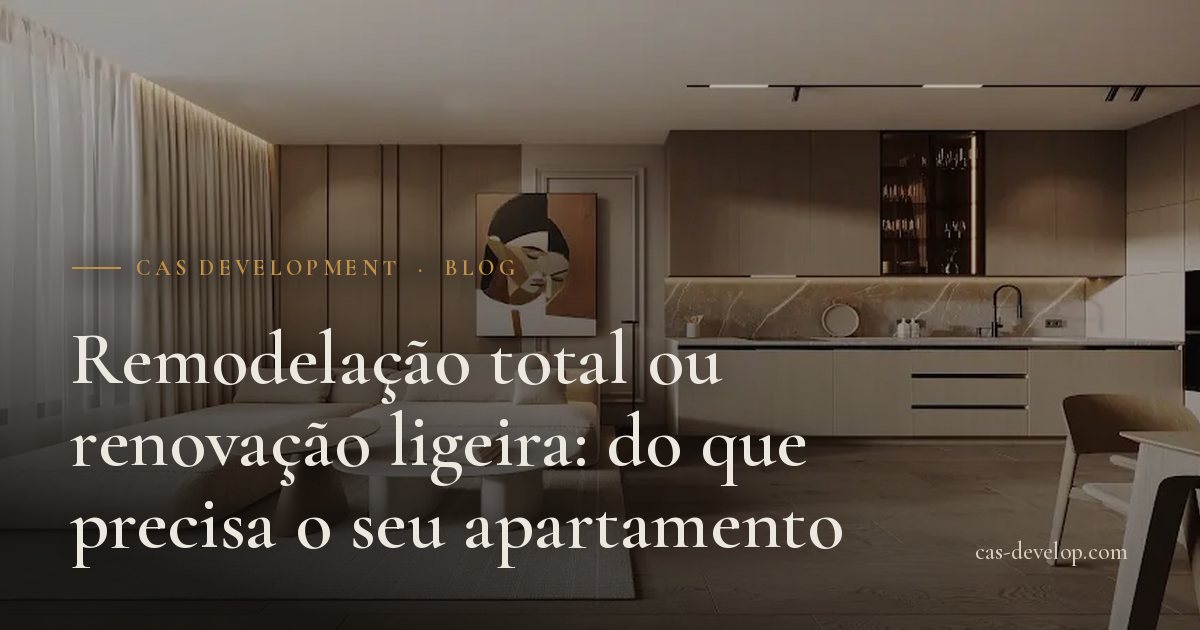 CAS DEVELOPMENT · BLOG
Remodelação total ou
renovação ligeira: do que
precisa o seu apartamento
cas-develop.com